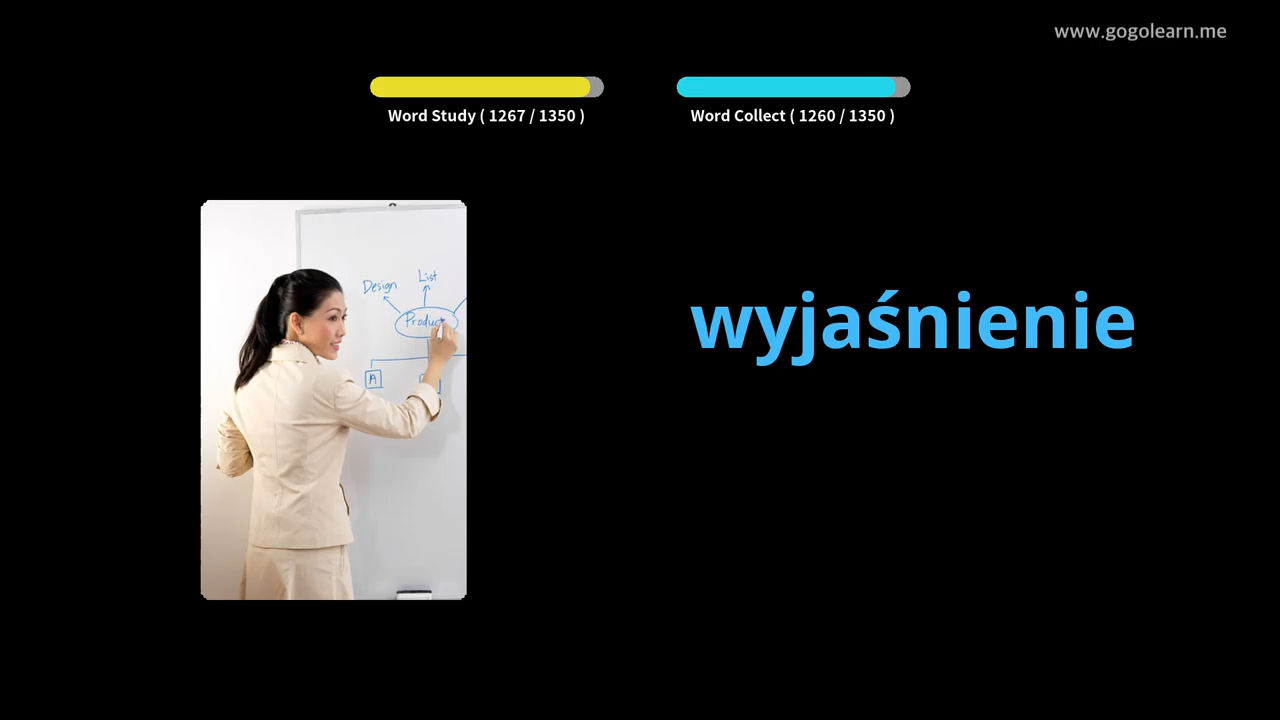 www.gogolearn.me
Word Study ( 1267 / 1350 )
Word Collect ( 1260 / 1350 )
Design
List
Product
A
wyjaśnienie